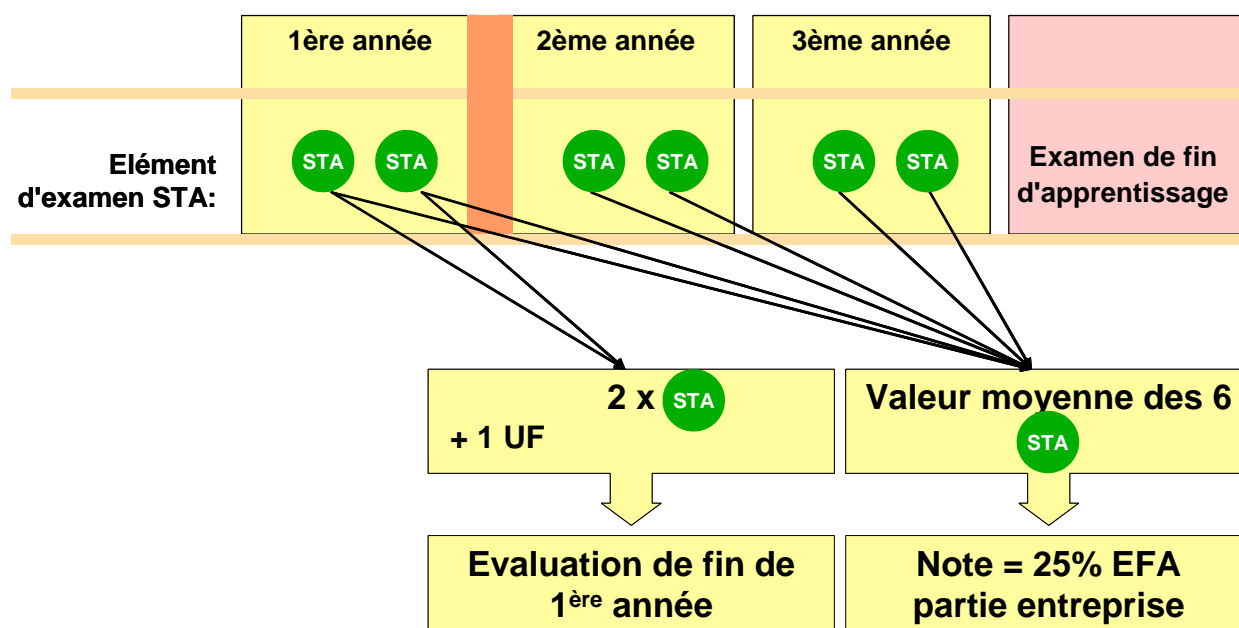 1ère année
2ème année
3ème année
Elément
d'examen STA:
STA
STA
STA
STA
STA
STA
Examen de fin
d'apprentissage
2 x STA
+ 1 UF
Valeur moyenne des 6
STA
Evaluation de fin de
1ère année
Note = 25% EFA
partie entreprise